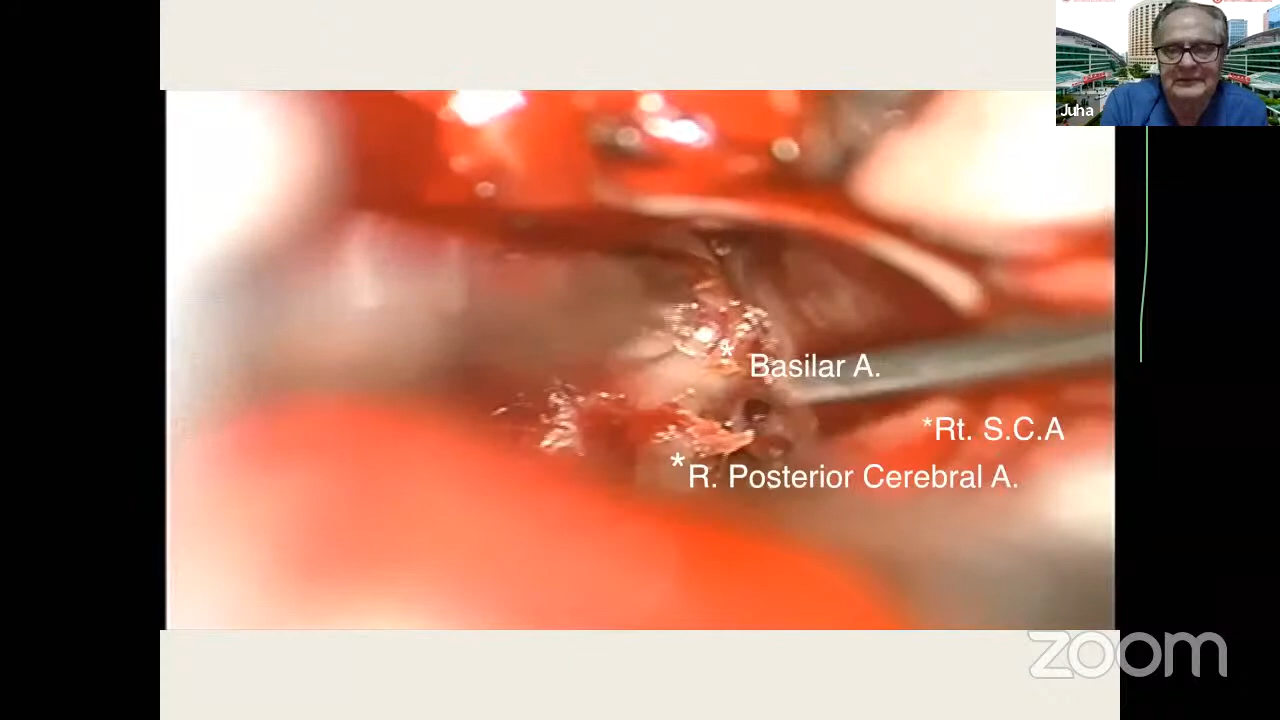 Juha
* Basilar A.
*Rt. S.C.A
*R. Posterior Cerebral A.
zoom